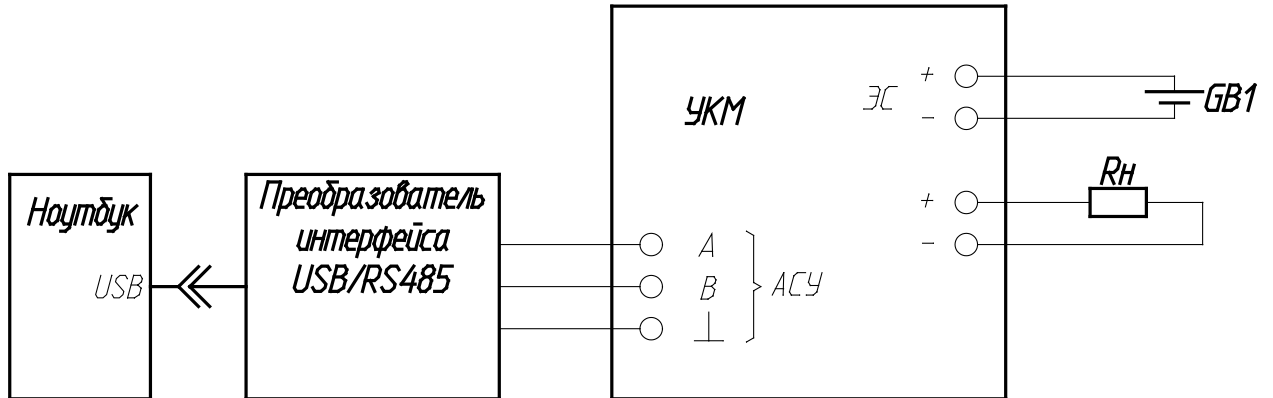 Ноутбук
USB
Преобразователь
интерфейса
USB/RS485
УКМ
A
B
⊥
АСУ
ЭС
+
-
GB1
+
-
Rн